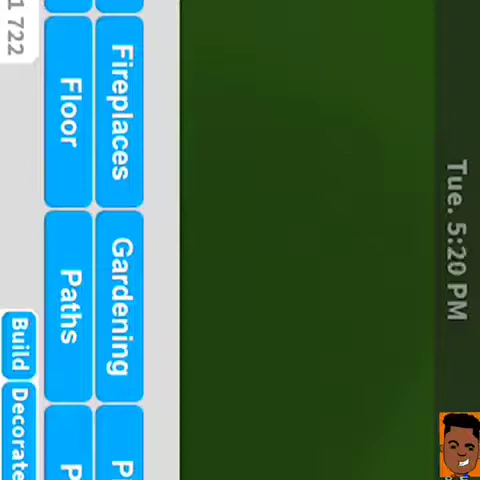 Tue. 5:20 PM
Fireplaces
Gardening
Floor
Paths
Build
Decorate
1 722